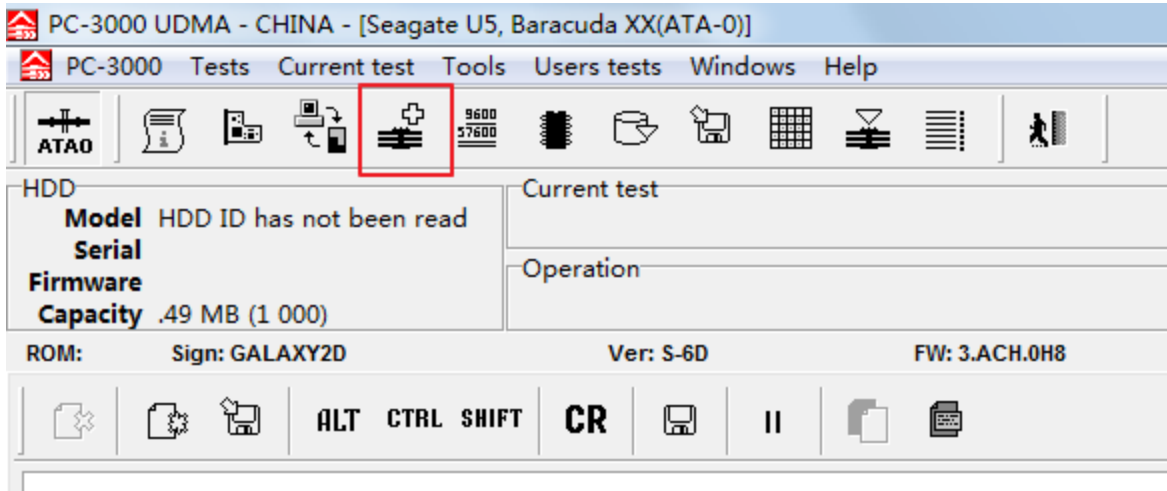 PC-3000 UDMA - CHINA - [Seagate U5, Baracuda XX(ATA-0)]
PC-3000 Tests Current test Tools Users tests Windows Help
ATA0 9600 57600
HDD
Model HDD ID has not been read
Serial
Firmware
Capacity .49 MB (1 000)
Current test
Operation
ROM: Sign: GALAXY2D Ver: S-6D FW: 3.ACH.0H8
ALT CTRL SHIFT CR